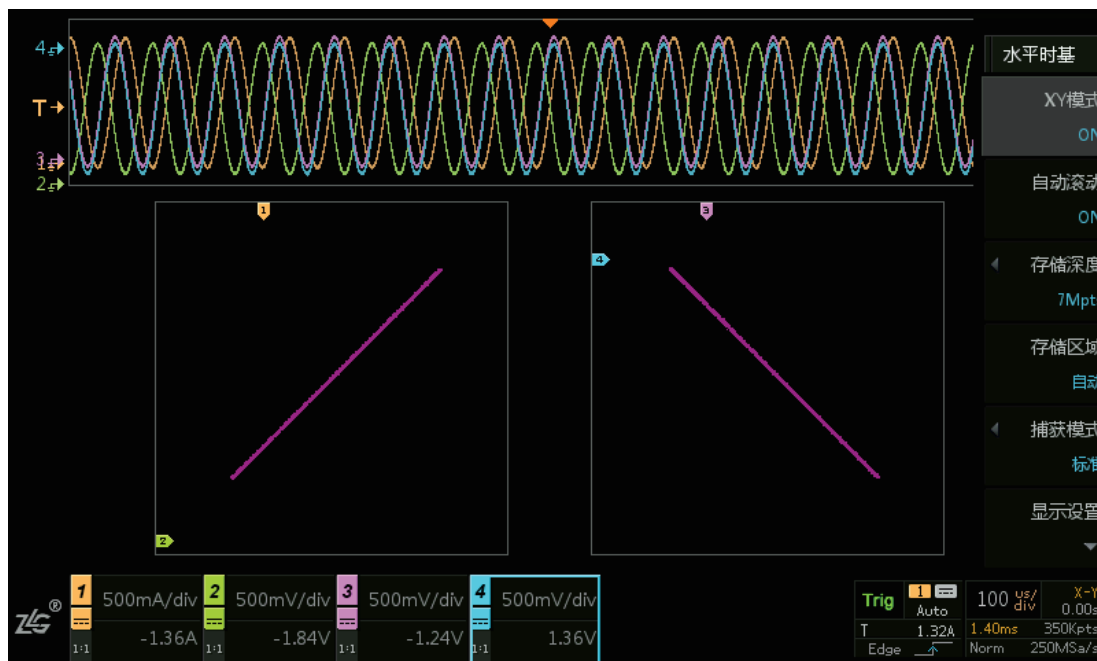 4
T
3
1
2
水平时基
XY模式
ON
自动滚动
ON
存储深度
7Mpt
存储区域
自动
捕获模式
标准
显示设置
1
2
3
4
ZLG®
1 500mA/div -1.36A 1:1
2 500mV/div -1.84V 1:1
3 500mV/div -1.24V 1:1
4 500mV/div 1.36V 1:1
Trig 1 Auto
T 1.32A
Edge
100 us/div X-Y 0.00s
1.40ms 350Kpts
Norm 250MSa/s